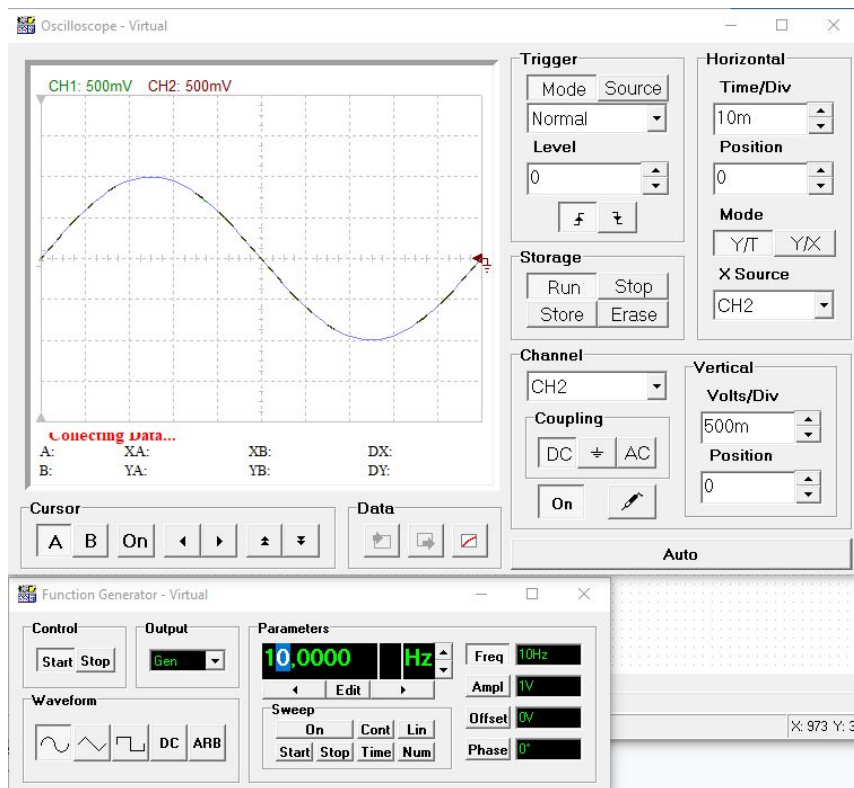 Oscilloscope - Virtual
CH1: 500mV CH2: 500mV
Collecting Data...
A: XA: XB: DX:
B: YA: YB: DY:
Trigger
Mode Source
Normal
Level
0
Storage
Run Stop
Store Erase
Horizontal
Time/Div
10m
Position
0
Mode
Y/T Y/X
X Source
CH2
Channel
CH2
Coupling
DC AC
On
Vertical
Volts/Div
500m
Position
0
Cursor
A B On
Data
Auto
Function Generator - Virtual
Control
Start Stop
Output
Gen
Waveform
DC ARB
Parameters
10,0000 Hz
Edit
Sweep
On Cont Lin
Start Stop Time Num
Freq 10Hz
Ampl 1V
Offset 0V
Phase 0°
X: 973 Y: 3